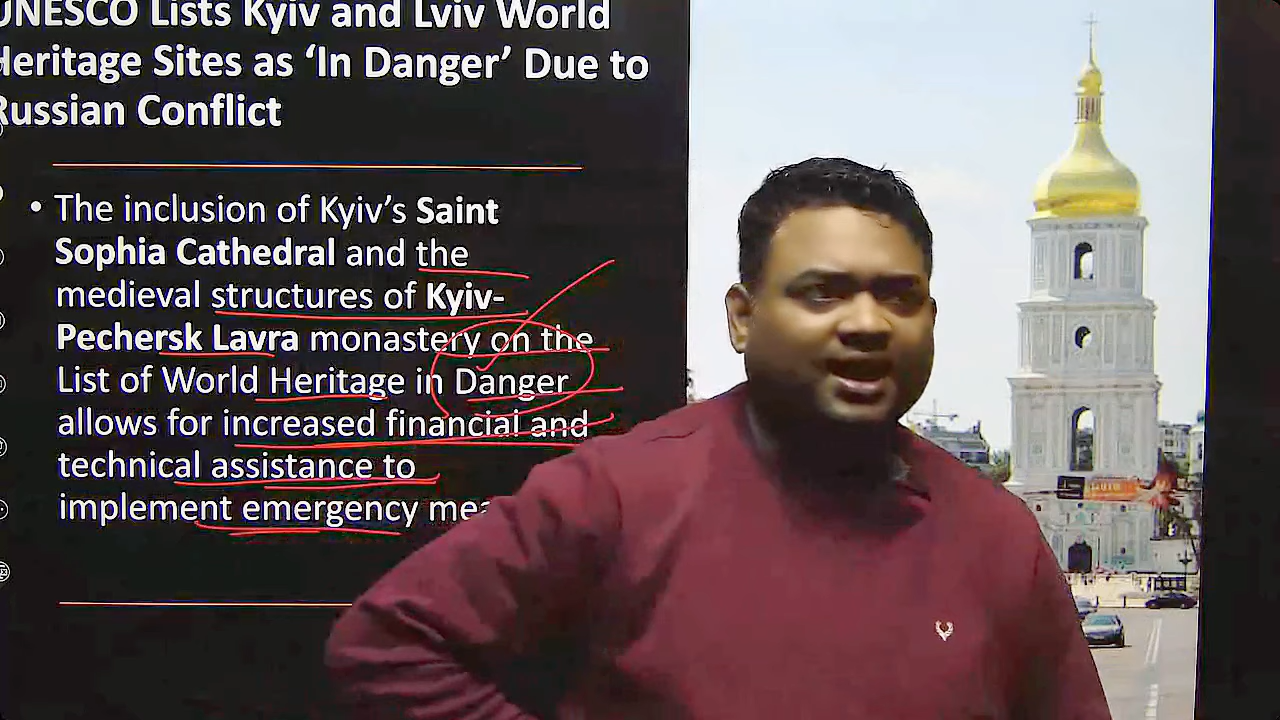 UNESCO Lists Kyiv and Lviv World
Heritage Sites as ‘In Danger’ Due to
Russian Conflict
• The inclusion of Kyiv’s Saint
Sophia Cathedral and the
medieval structures of Kyiv-
Pechersk Lavra monastery on the
List of World Heritage in Danger
allows for increased financial and
technical assistance to
implement emergency